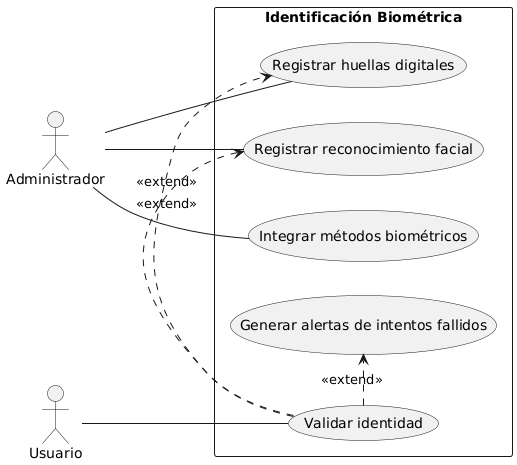 Identificación Biométrica
Registrar huellas digitales
Administrador
Registrar reconocimiento facial
«extend»
«extend»
Integrar métodos biométricos
Generar alertas de intentos fallidos
«extend»
Usuario
Validar identidad